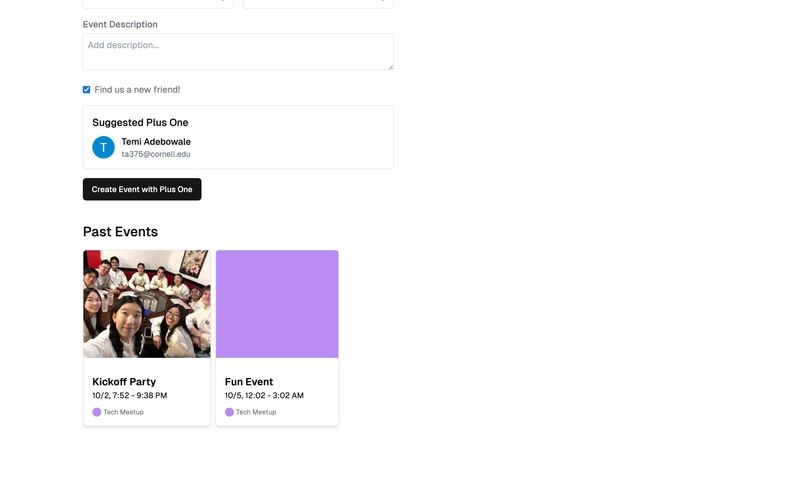 Event Description
Add description...
Find us a new friend!
Suggested Plus One
T
Temi Adebowale
ta375@cornell.edu
Create Event with Plus One
Past Events
Kickoff Party
10/2, 7:52 - 9:38 PM
Tech Meetup
Fun Event
10/5, 12:02 - 3:02 AM
Tech Meetup